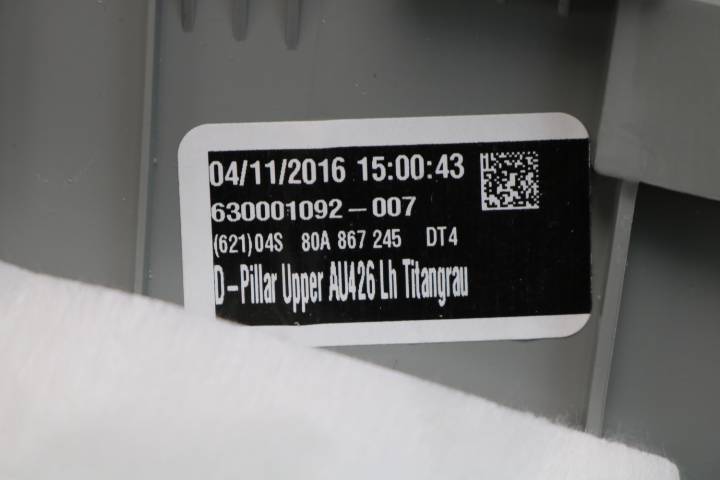 04/11/2016 15:00:43
630001092-007
(621)04S 80A 867 245 DT4
D-Pillar Upper AU426 Lh Titangrau